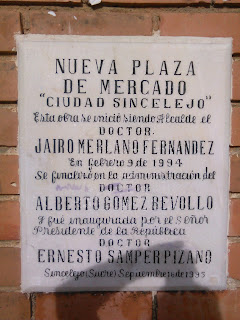 NUEVA PLAZA
DE MERCADO
"CIUDAD SINCELEJO"
Esta obra se inició siendo Alcalde el
DOCTOR
JAIRO MERLANO FERNANDEZ
En febrero 9 de 1994
Se finalizó en la administración del
DOCTOR
ALBERTO GOMEZ REVOLLO
y fué inaugurada por el Señor
Presidente de la República
DOCTOR
ERNESTO SAMPER PIZANO
Sincelejo (Sucre) Septiembre de 1995